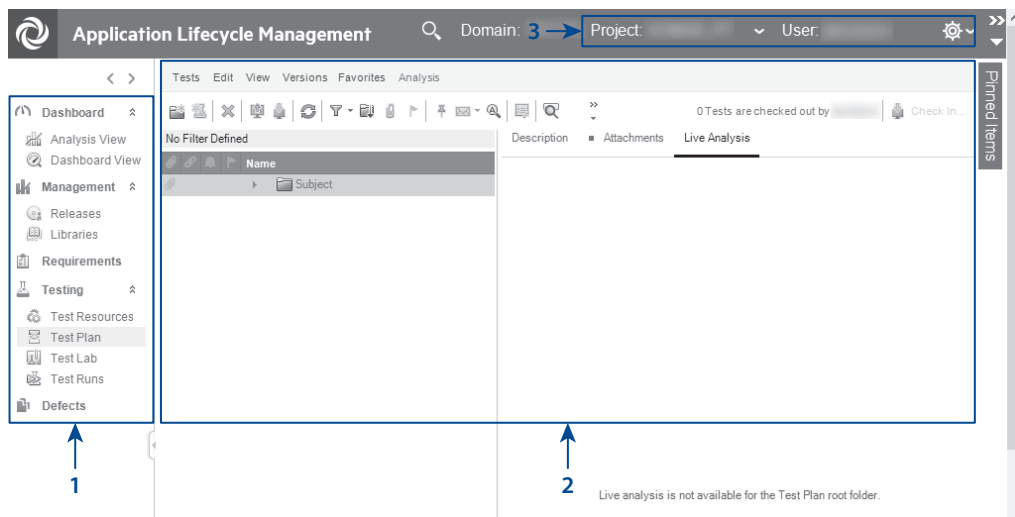 Application Lifecycle Management Domain: 3 Project: User:
Pinned Items
Tests Edit View Versions Favorites Analysis
0 Tests are checked out by Check In...
No Filter Defined
Name
Subject
Description Attachments Live Analysis
Dashboard
Analysis View
Dashboard View
Management
Releases
Libraries
Requirements
Testing
Test Resources
Test Plan
Test Lab
Test Runs
Defects
1
2
Live analysis is not available for the Test Plan root folder.